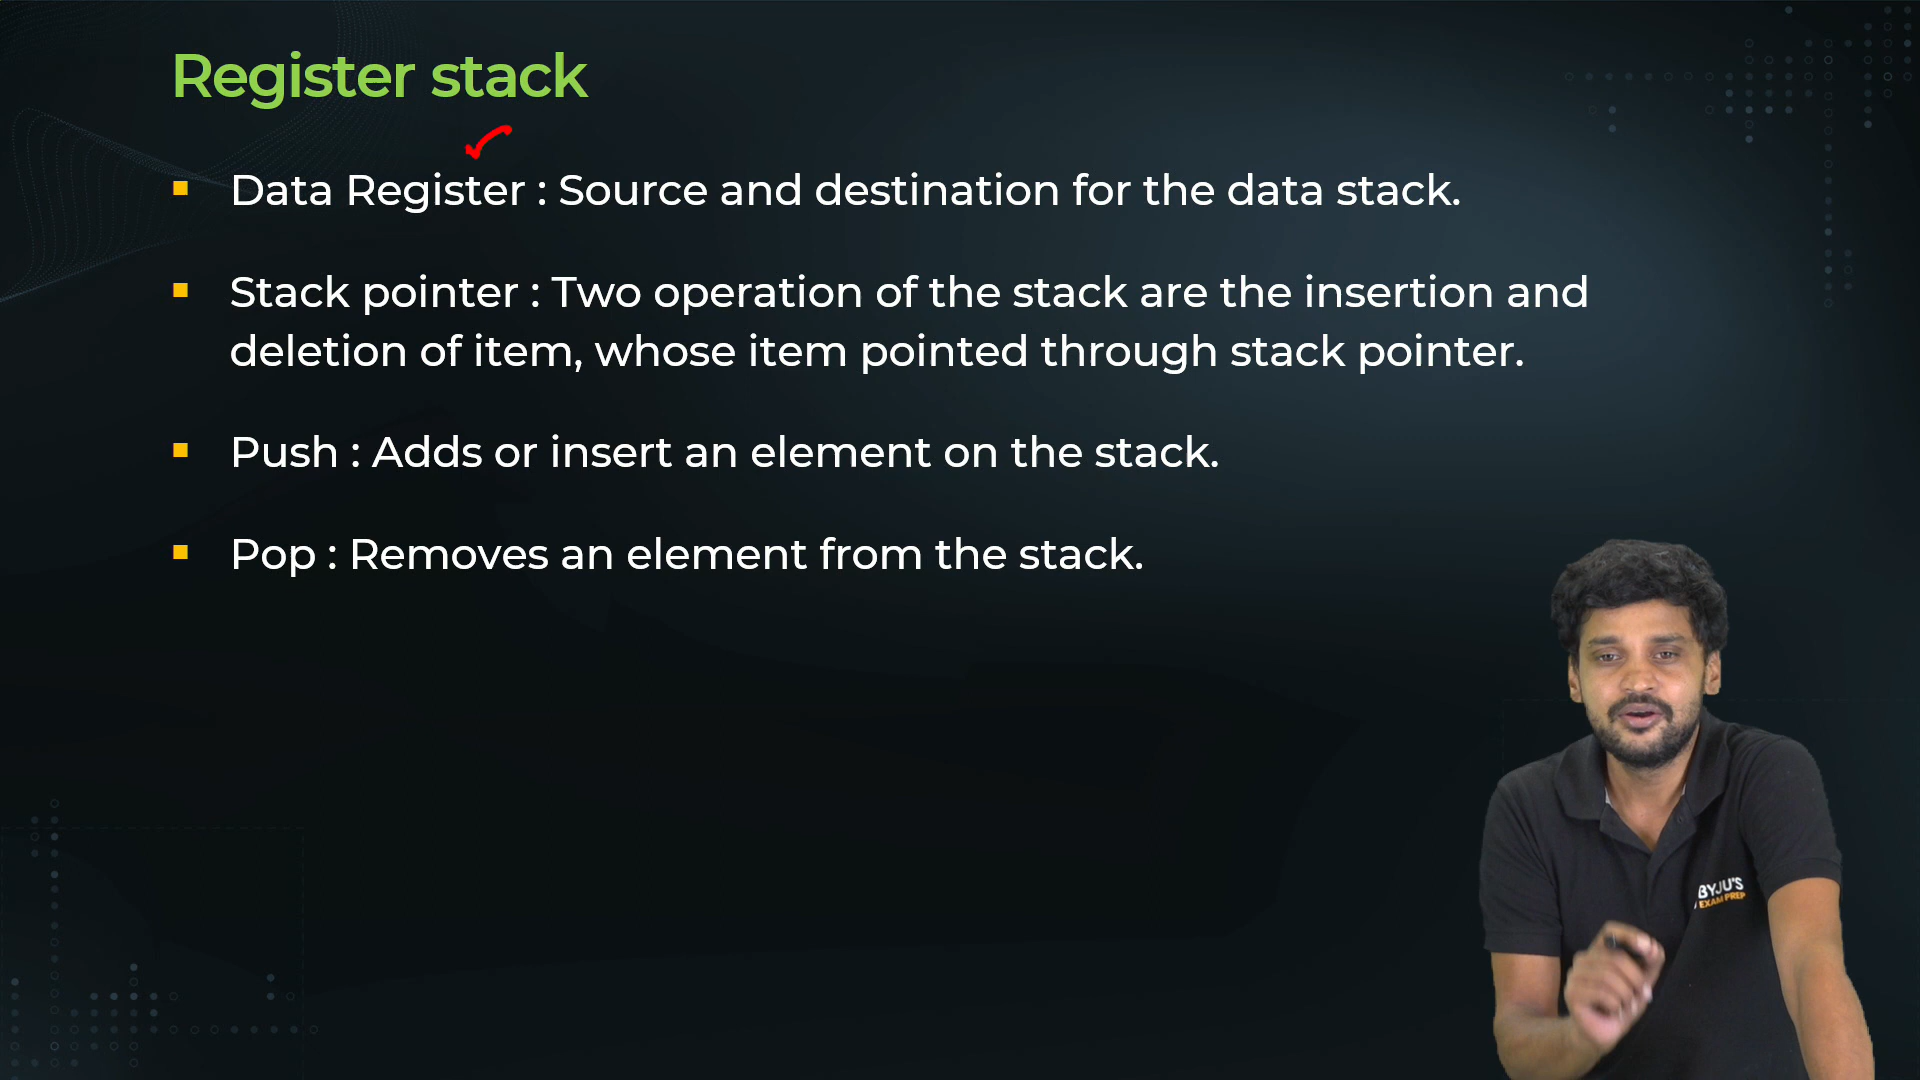 Register stack
Data Register : Source and destination for the data stack.
Stack pointer : Two operation of the stack are the insertion and
deletion of item, whose item pointed through stack pointer.
Push : Adds or insert an element on the stack.
Pop : Removes an element from the stack.
BYJU'S
EXAM PREP